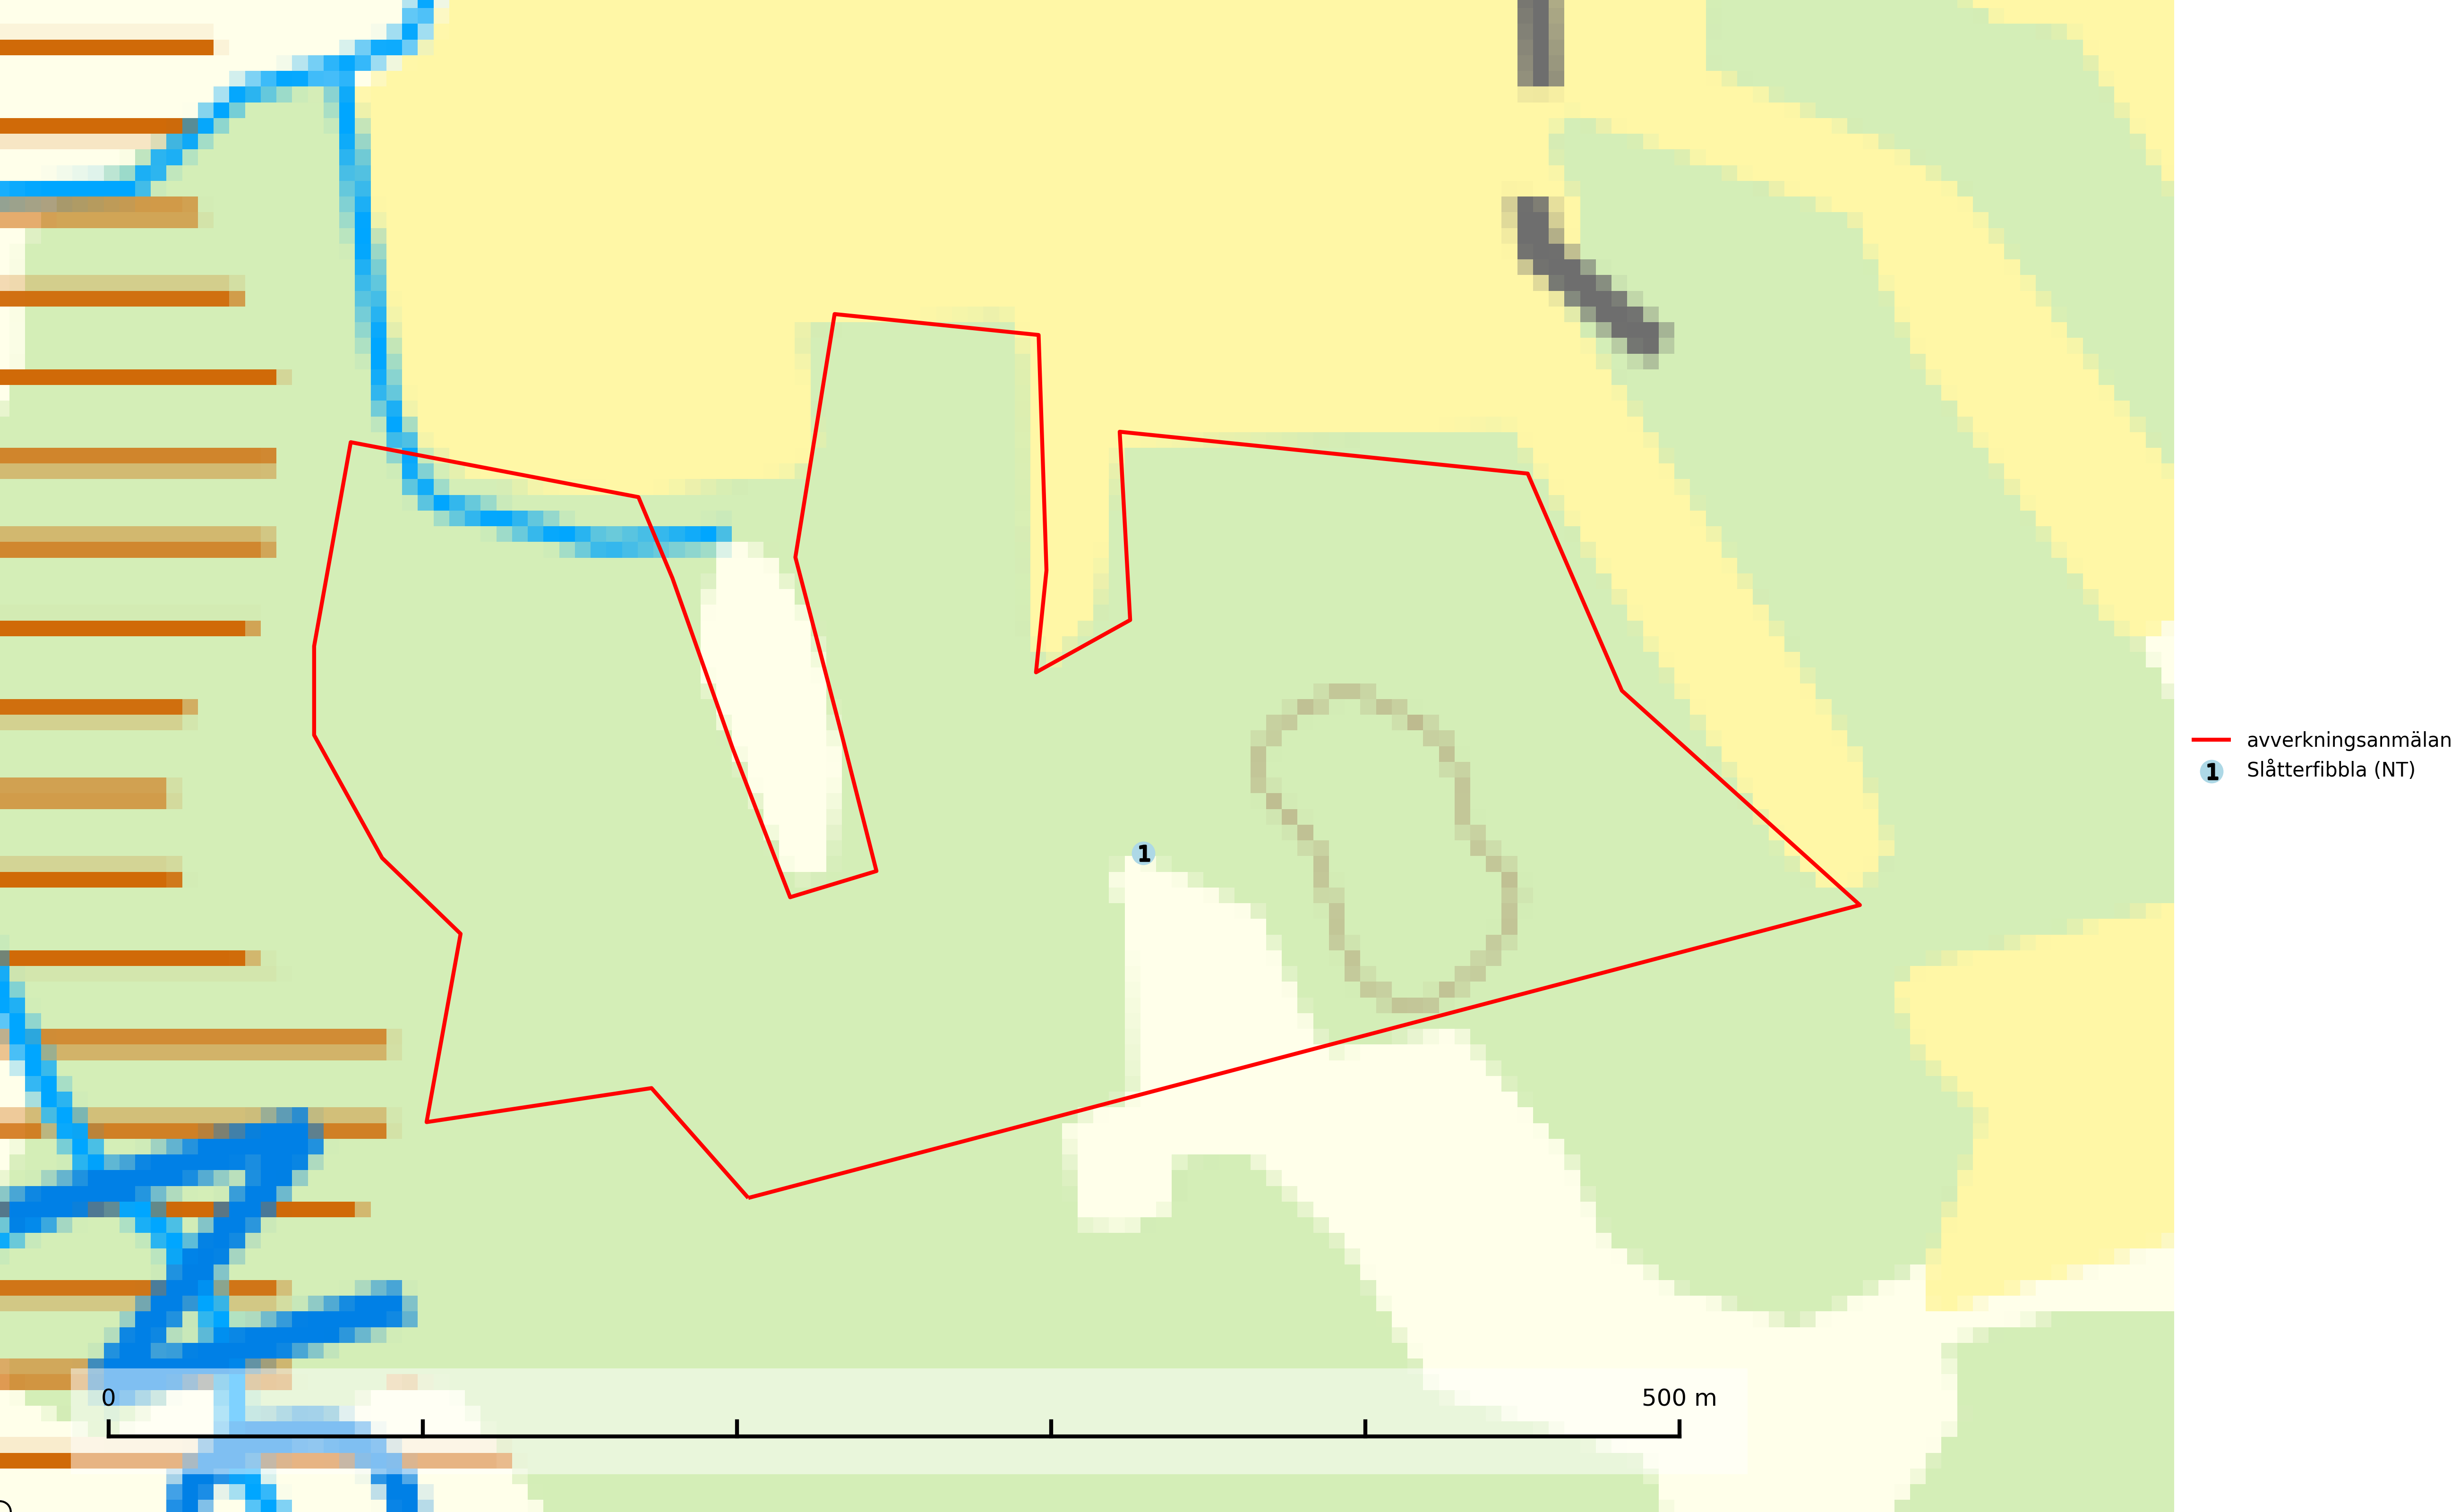 avverkningsanmälan
1 Slåtterfibbla (NT)
1
0 500 m